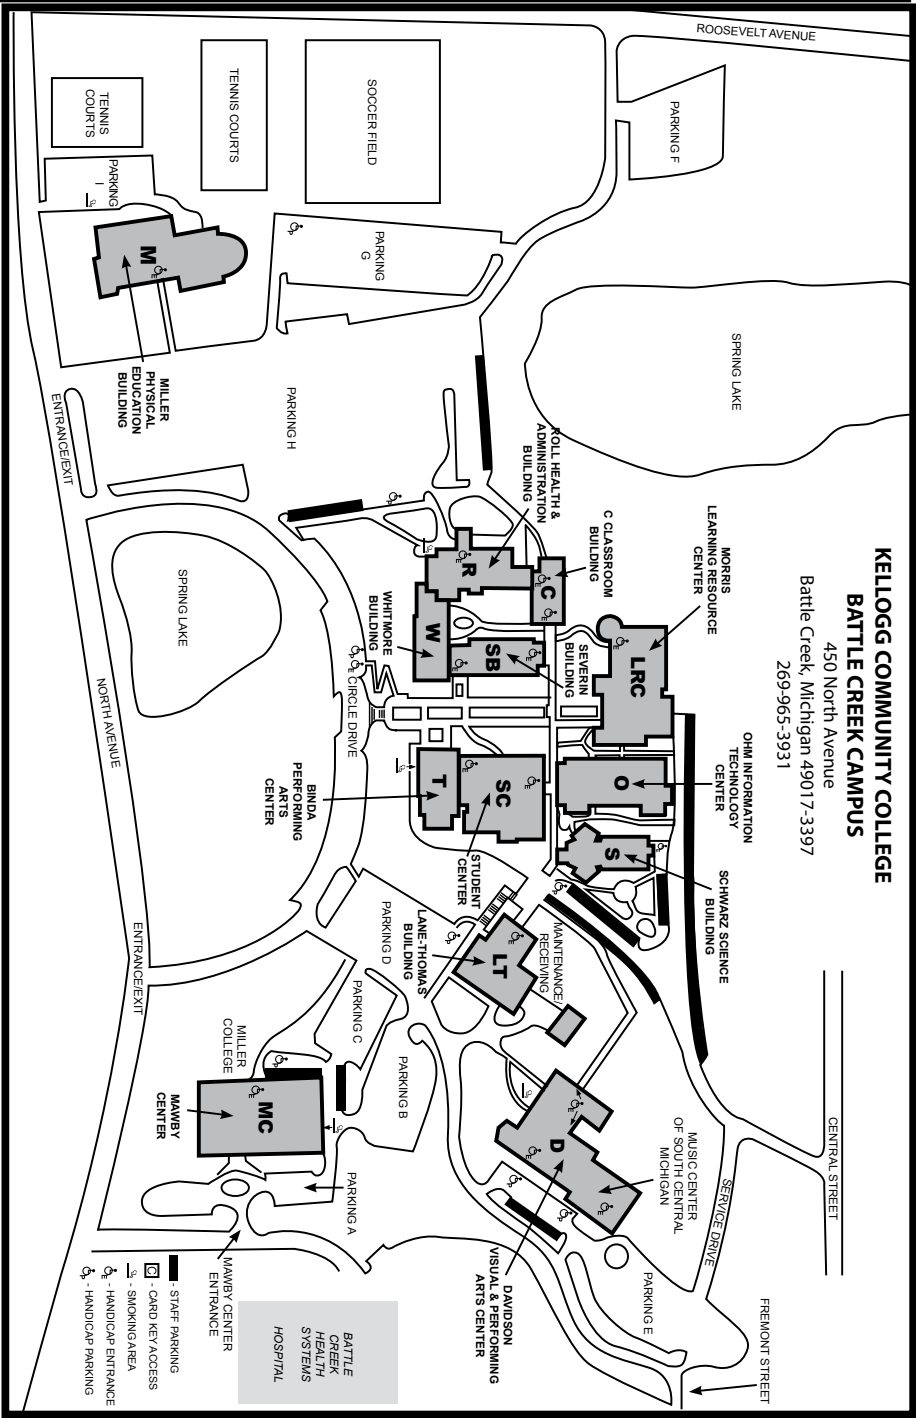 KELLOGG COMMUNITY COLLEGE
BATTLE CREEK CAMPUS
450 North Avenue
Battle Creek, Michigan 49017-3397
269-965-3931
ROOSEVELT AVENUE
PARKING F
SPRING LAKE
SOCCER FIELD
TENNIS COURTS
TENNIS
COURTS
PARKING
I
PARKING
G
M
E
P
MILLER
PHYSICAL
EDUCATION
BUILDING
PARKING H
ENTRANCE/EXIT
SPRING LAKE
NORTH AVENUE
ROLL HEALTH &
ADMINISTRATION
BUILDING
C CLASSROOM
BUILDING
MORRIS
LEARNING RESOURCE
CENTER
R
C
W
WHITMORE
BUILDING
SB
SEVERIN
BUILDING
LRC
CIRCLE DRIVE
OHM INFORMATION
TECHNOLOGY
CENTER
O
T
SC
BINDA
PERFORMING
ARTS
CENTER
STUDENT
CENTER
S
SCHWARZ SCIENCE
BUILDING
PARKING D
LANE-THOMAS
BUILDING
LT
MAINTENANCE/
RECEIVING
ENTRANCE/EXIT
PARKING C
PARKING B
MILLER
COLLEGE
MC
MAWBY
CENTER
PARKING A
MAWBY CENTER
ENTRANCE
D
MUSIC CENTER
OF SOUTH CENTRAL
MICHIGAN
DAVIDSON
VISUAL & PERFORMING
ARTS CENTER
SERVICE DRIVE
CENTRAL STREET
PARKING E
FREMONT STREET
BATTLE
CREEK
HEALTH
SYSTEMS
HOSPITAL
- STAFF PARKING
C - CARD KEY ACCESS
- SMOKING AREA
E - HANDICAP ENTRANCE
P - HANDICAP PARKING